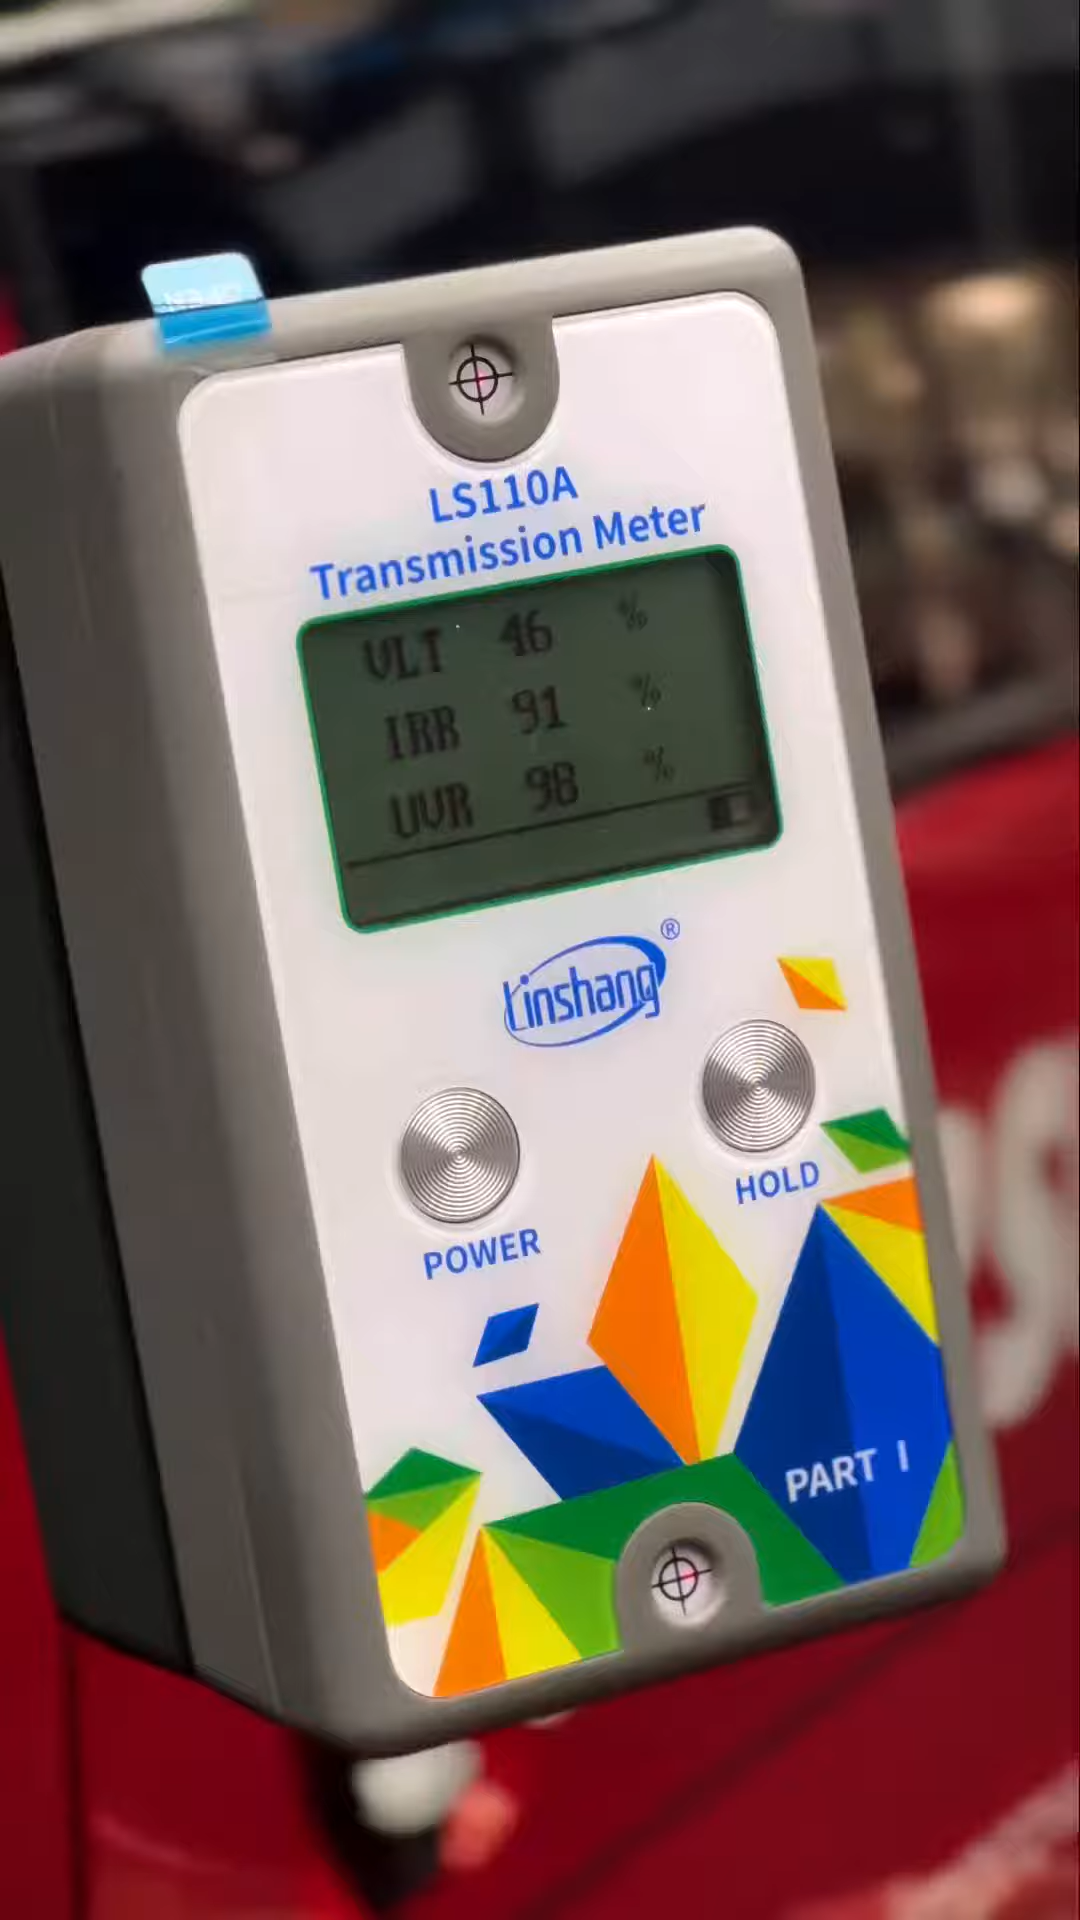 LS110A
Transmission Meter
VLT 46 %
IRR 91 %
UVR 98 %
Linshang®
POWER
HOLD
PART I